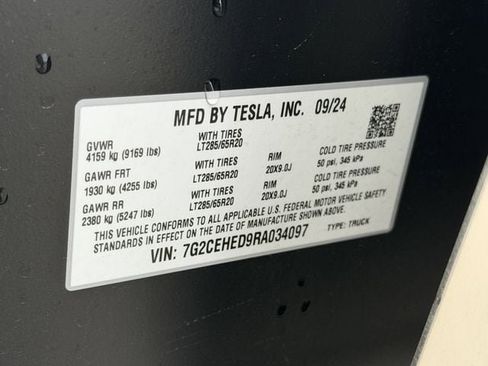 MFD BY TESLA, INC. 09/24
GVWR WITH TIRES
4159 kg (9169 lbs) LT285/65R20 RIM COLD TIRE PRESSURE
GAWR FRT WITH TIRES 20X9.0J 50 psi, 345 kPa
1930 kg (4255 lbs) LT285/65R20 RIM COLD TIRE PRESSURE
GAWR RR WITH TIRES 20X9.0J 50 psi, 345 kPa
2380 kg (5247 lbs) LT285/65R20
THIS VEHICLE CONFORMS TO ALL APPLICABLE U.S. FEDERAL MOTOR VEHICLE SAFETY
STANDARDS IN EFFECT ON THE DATE OF MANUFACTURE SHOWN ABOVE.
VIN: 7G2CEHED9RA034097 TYPE: TRUCK